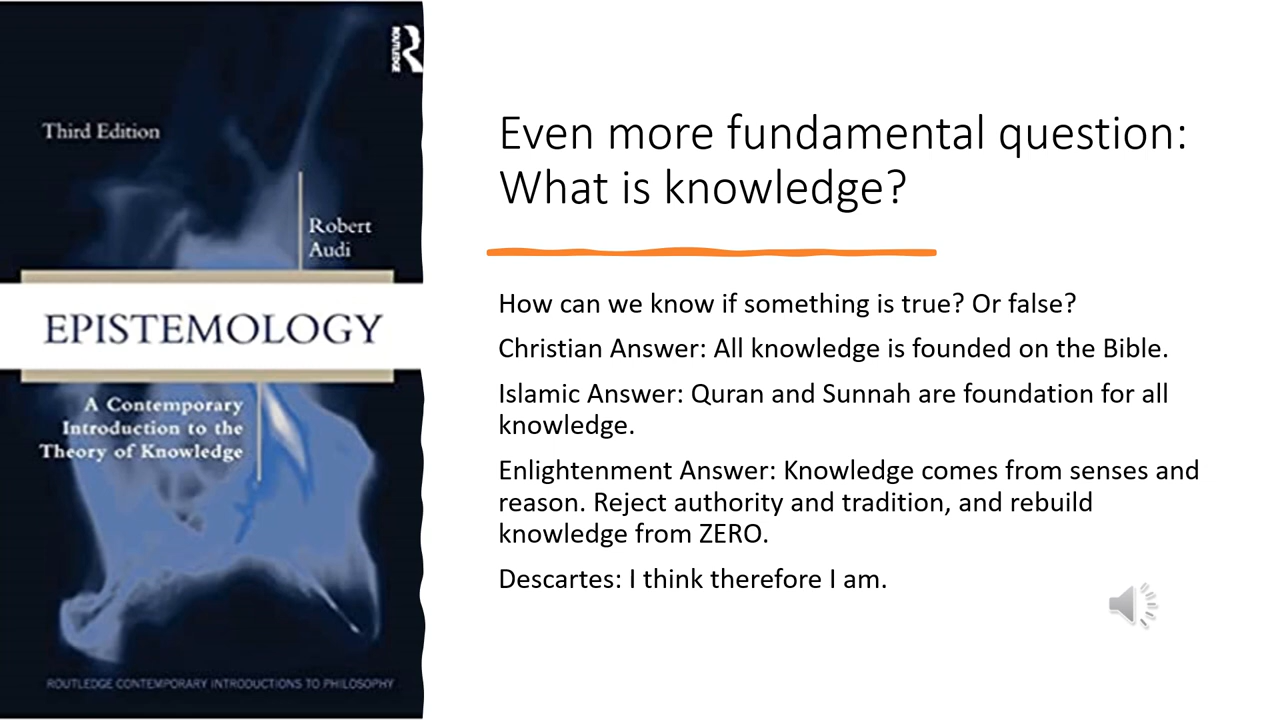 ROUTLEDGE
Third Edition
Robert
Audi
EPISTEMOLOGY
A Contemporary
Introduction to the
Theory of Knowledge
ROUTLEDGE CONTEMPORARY INTRODUCTIONS TO PHILOSOPHY
Even more fundamental question:
What is knowledge?
How can we know if something is true? Or false?
Christian Answer: All knowledge is founded on the Bible.
Islamic Answer: Quran and Sunnah are foundation for all
knowledge.
Enlightenment Answer: Knowledge comes from senses and
reason. Reject authority and tradition, and rebuild
knowledge from ZERO.
Descartes: I think therefore I am.